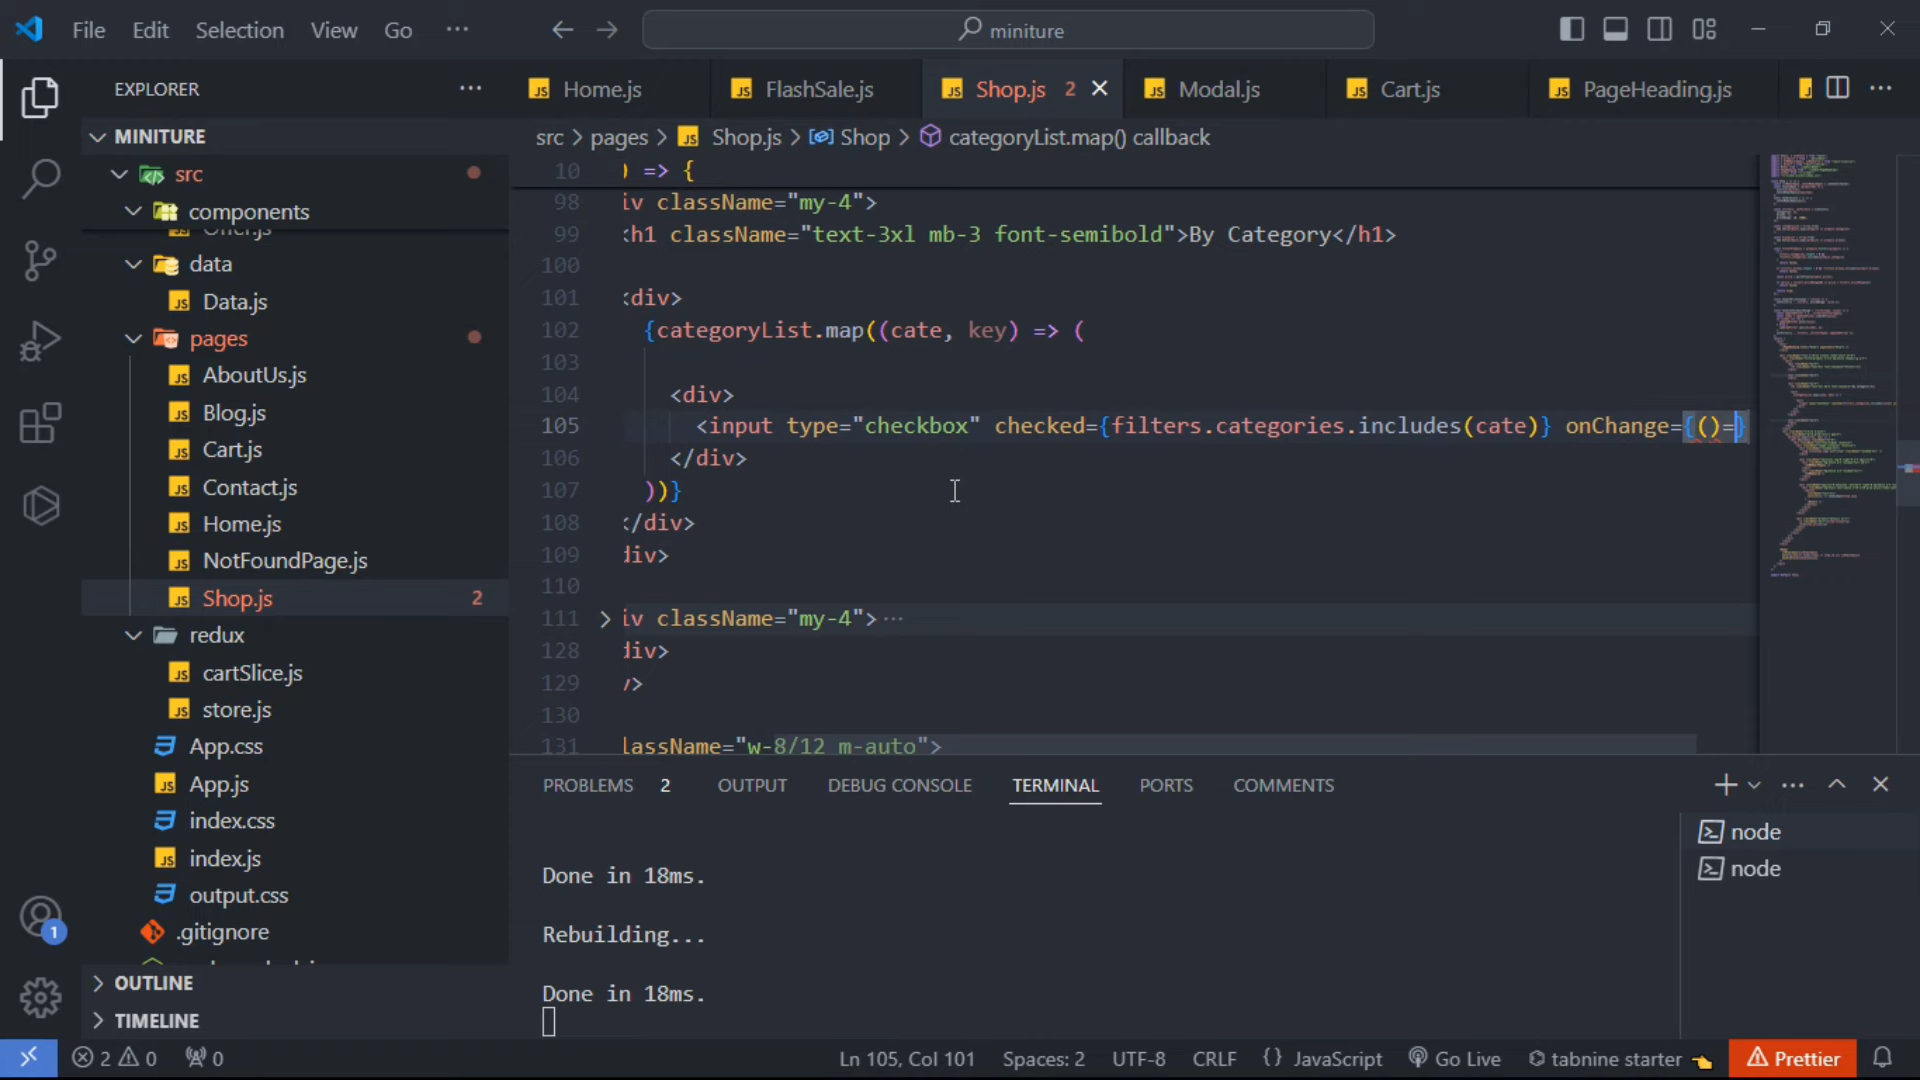 File Edit Selection View Go ··· miniture
EXPLORER ···
Home.js FlashSale.js Shop.js 2 Modal.js Cart.js PageHeading.js ···
MINITURE
src > pages > Shop.js > Shop > categoryList.map() callback
src
components
Offer.js
data
Data.js
pages
AboutUs.js
Blog.js
Cart.js
Contact.js
Home.js
NotFoundPage.js
Shop.js 2
redux
cartSlice.js
store.js
App.css
App.js
index.css
index.js
output.css
.gitignore
OUTLINE
TIMELINE
10 ) => {
98 iv className="my-4">
99 <h1 className="text-3xl mb-3 font-semibold">By Category</h1>
100
101 <div>
102 {categoryList.map((cate, key) => (
103
104 <div>
105 <input type="checkbox" checked={filters.categories.includes(cate)} onChange={()=}
106 </div>
107 ))}
108 </div>
109 div>
110
111 iv className="my-4">···
128 div>
129 />
130
131 lassName="w-8/12 m-auto">
PROBLEMS 2 OUTPUT DEBUG CONSOLE TERMINAL PORTS COMMENTS
Done in 18ms.
Rebuilding...
Done in 18ms.
node
node
1
2 0 0 Ln 105, Col 101 Spaces: 2 UTF-8 CRLF {} JavaScript Go Live tabnine starter Prettier